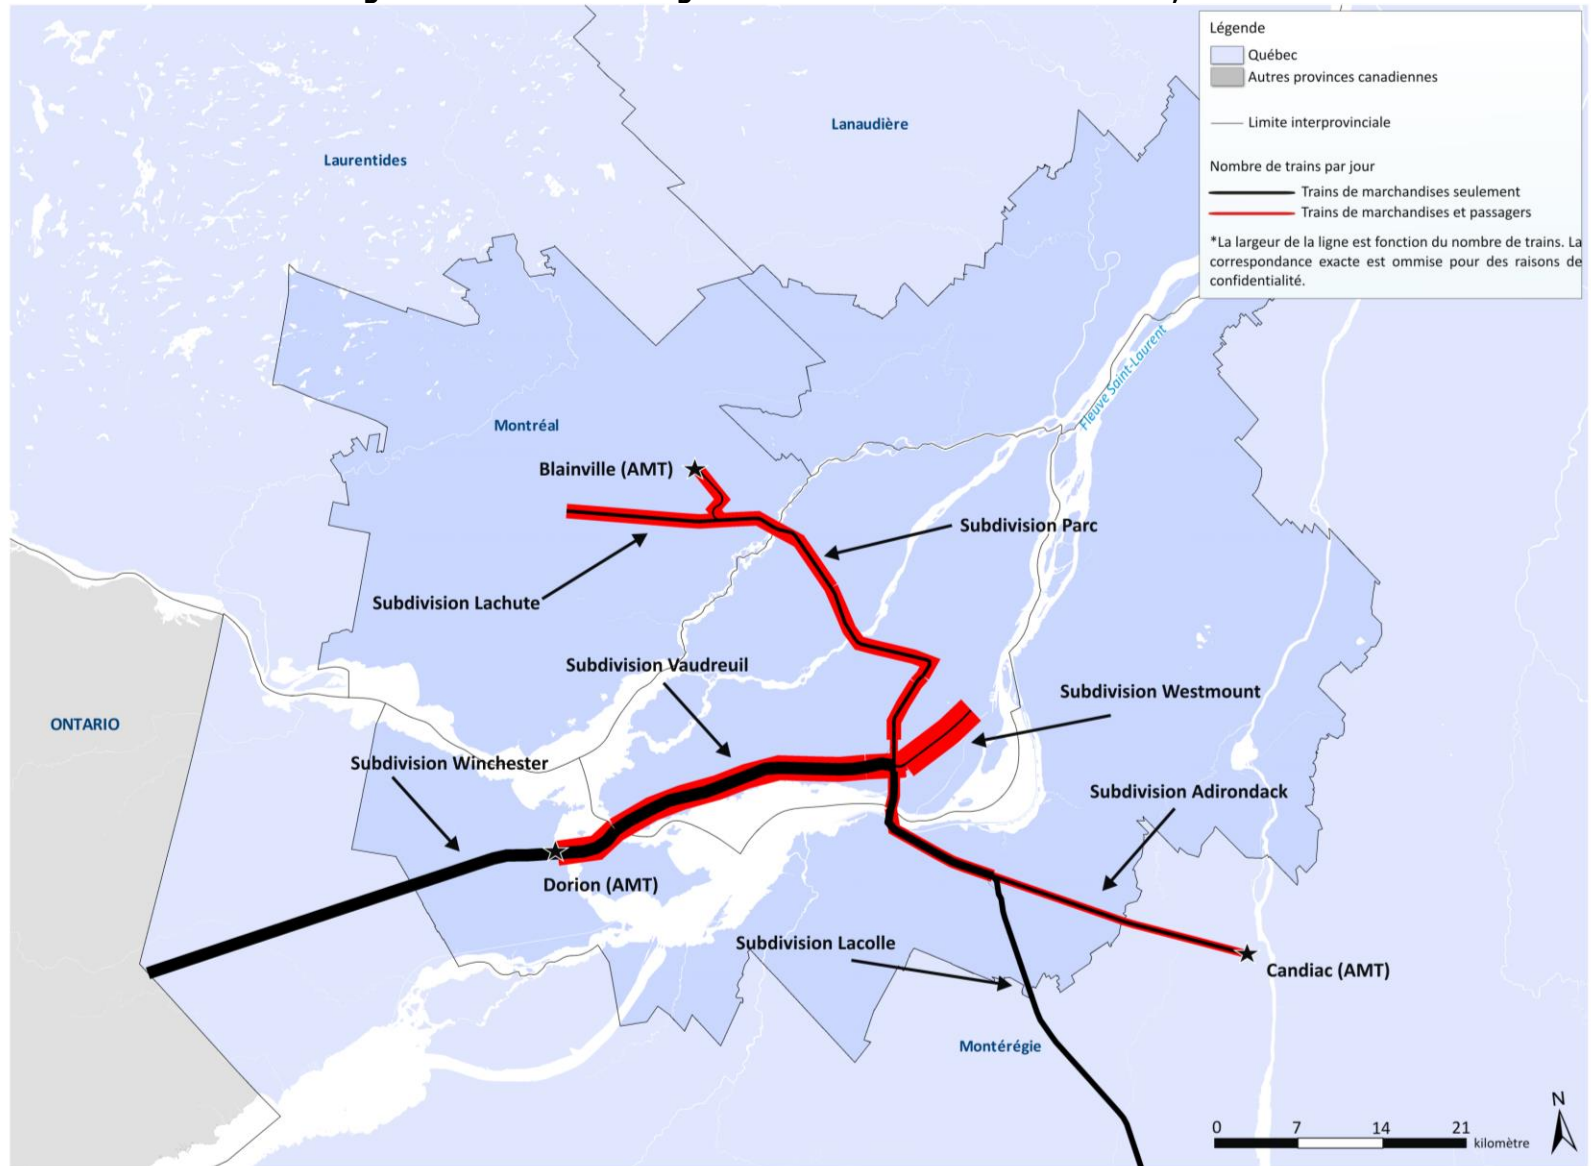 Légende
Québec
Autres provinces canadiennes
Limite interprovinciale
Nombre de trains par jour
Trains de marchandises seulement
Trains de marchandises et passagers
*La largeur de la ligne est fonction du nombre de trains. La
correspondance exacte est ommise pour des raisons de
confidentialité.
Lanaudière
Laurentides
Fleuve Saint-Laurent
Montréal
Blainville (AMT)
Subdivision Parc
Subdivision Lachute
Subdivision Vaudreuil
Subdivision Westmount
ONTARIO
Subdivision Winchester
Subdivision Adirondack
Dorion (AMT)
Subdivision Lacolle
Candiac (AMT)
Montérégie
N
0 7 14 21
kilomètre